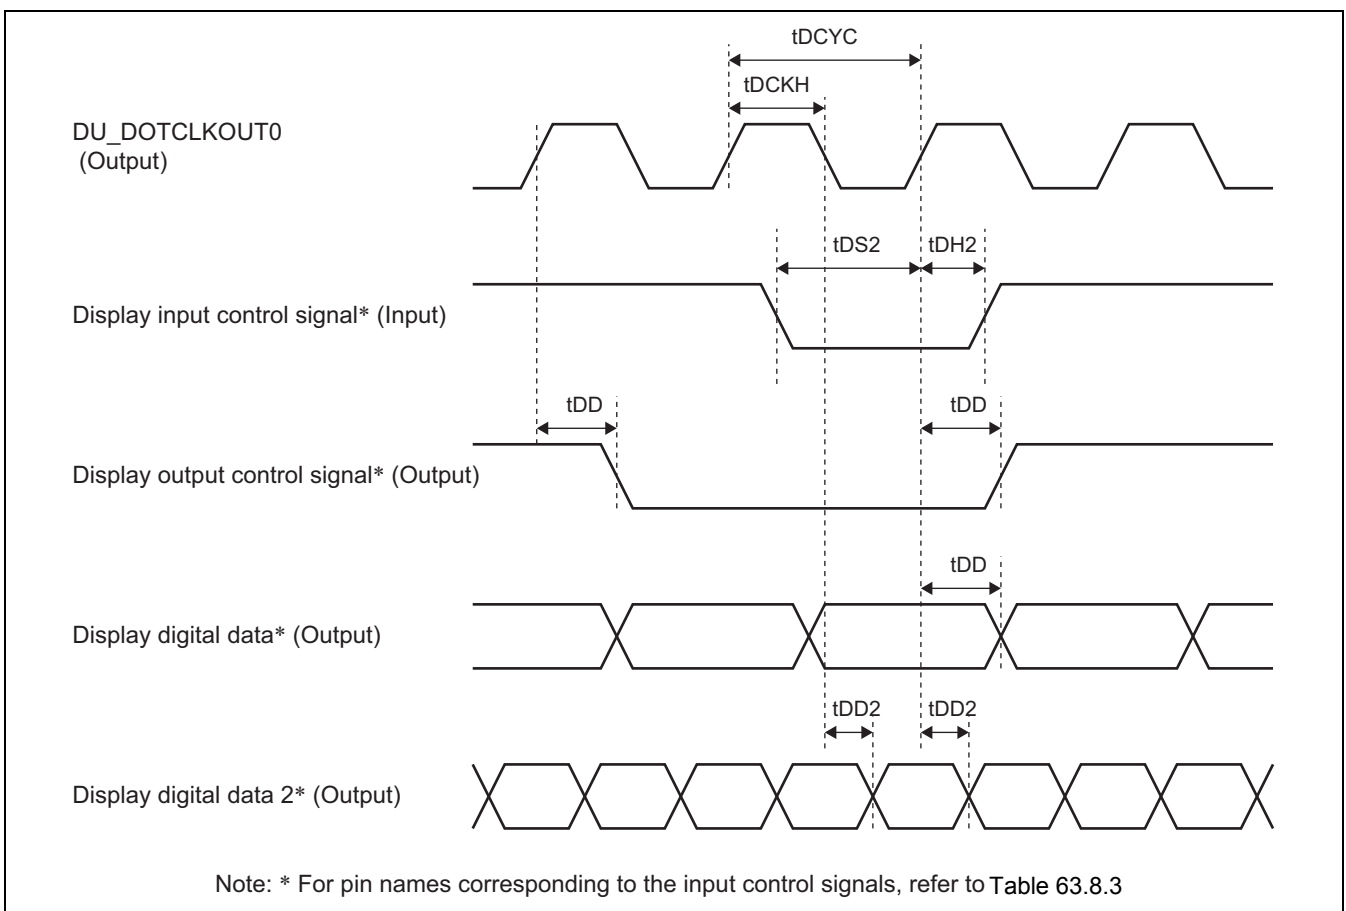 tDCYC
tDCKH
DU_DOTCLKOUT0
(Output)
tDS2
tDH2
Display input control signal* (Input)
tDD
tDD
Display output control signal* (Output)
tDD
Display digital data* (Output)
tDD2
tDD2
Display digital data 2* (Output)
Note: * For pin names corresponding to the input control signals, refer to Table 63.8.3